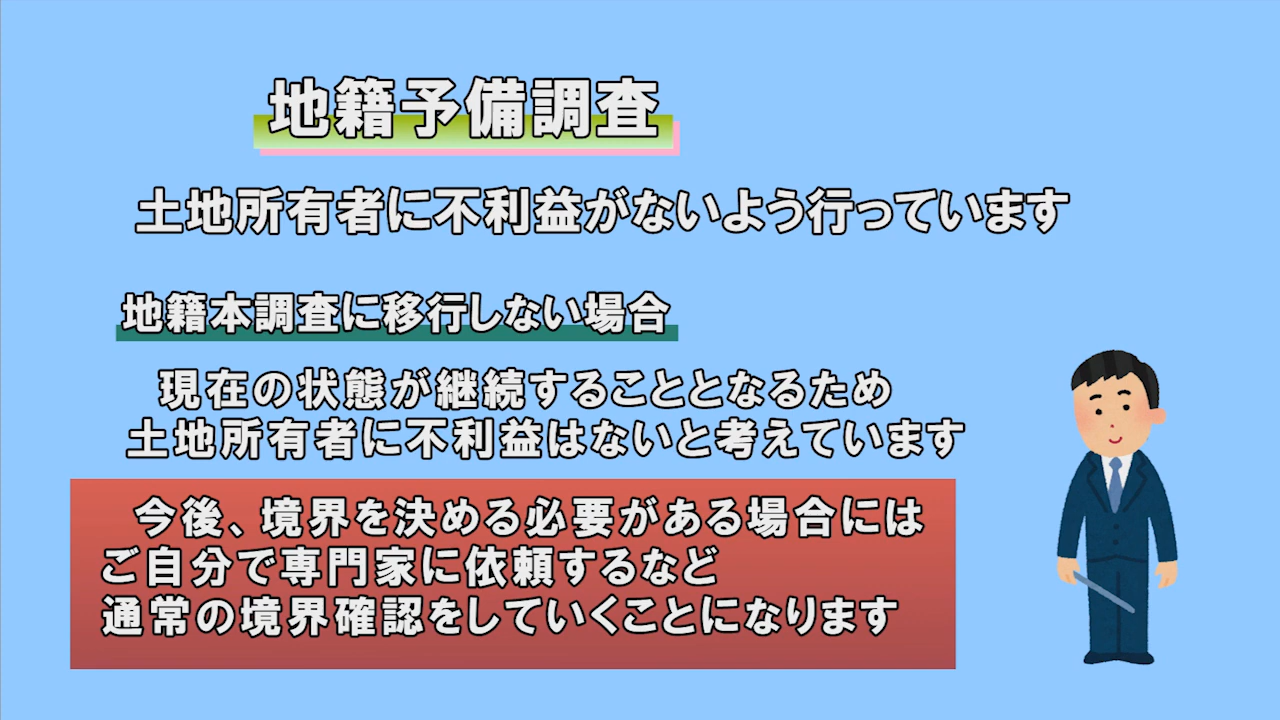 地籍予備調査
土地所有者に不利益がないよう行っています
地籍本調査に移行しない場合
現在の状態が継続することとなるため
土地所有者に不利益はないと考えています
今後、境界を決める必要がある場合には
ご自分で専門家に依頼するなど
通常の境界確認をしていくことになります